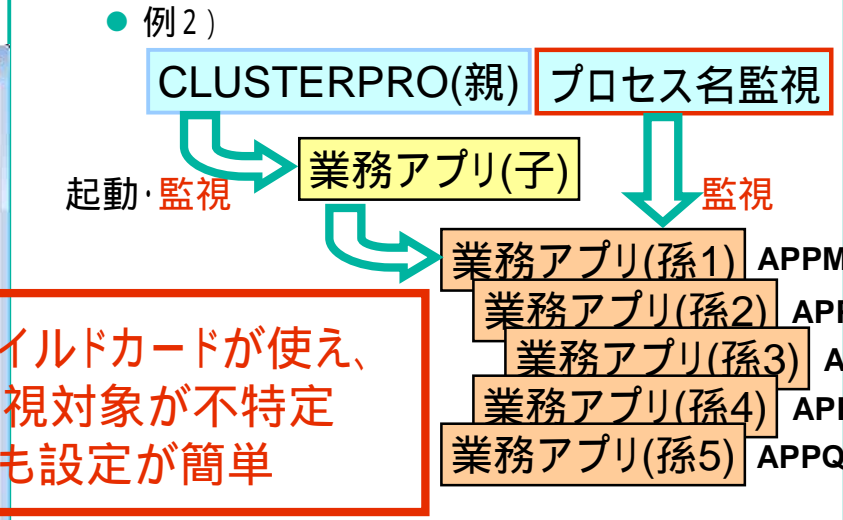 ● 例2)
CLUSTERPRO(親)
プロセス名監視
業務アプリ(子)
起動・監視
監視
業務アプリ(孫1) APPM
業務アプリ(孫2)
業務アプリ(孫3)
業務アプリ(孫4)
業務アプリ(孫5) APPQ
イルドカードが使え、
視対象が不特定
も設定が簡単